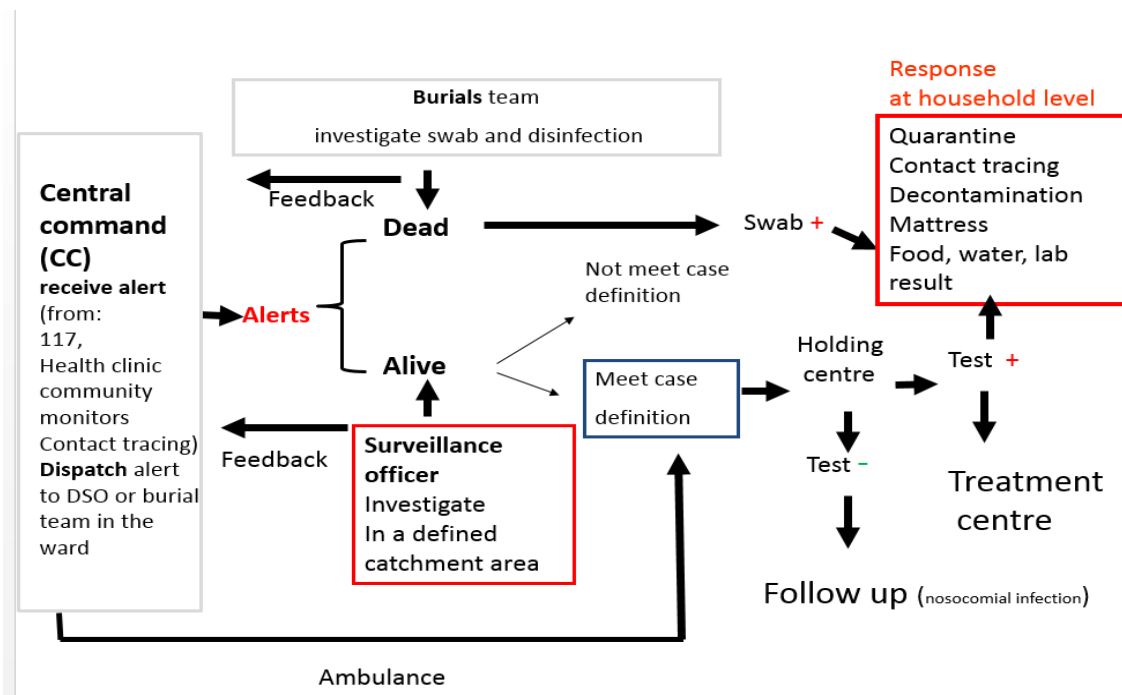 Response
at household level
Burials team
investigate swab and disinfection
Quarantine
Contact tracing
Decontamination
Mattress
Food, water, lab
result
Central
command
(CC)
receive alert
(from:
117,
Health clinic
community
monitors
Contact tracing)
Dispatch alert
to DSO or burial
team in the
ward
Feedback
Dead
Swab +
Not meet case
definition
Alerts
Alive
Meet case
definition
Holding
centre
Test +
Feedback
Surveillance
officer
Investigate
In a defined
catchment area
Test -
Treatment
centre
Follow up (nosocomial infection)
Ambulance